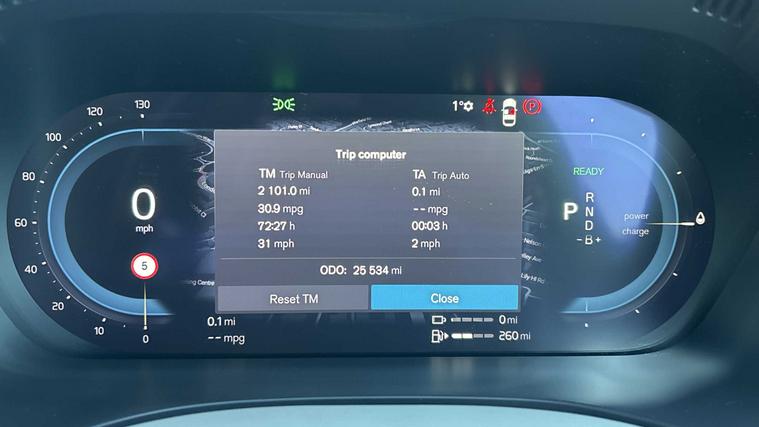 130
120
100
80
60
40
20
10
0
0
mph
5
1°
P
Trip computer
TM Trip Manual
TA Trip Auto
2 101.0 mi
0.1 mi
30.9 mpg
-- mpg
72:27 h
00:03 h
31 mph
2 mph
ODO: 25 534 mi
Reset TM
Close
READY
P
R
N
D
-B+
power
charge
0.1 mi
-- mpg
0 mi
260 mi